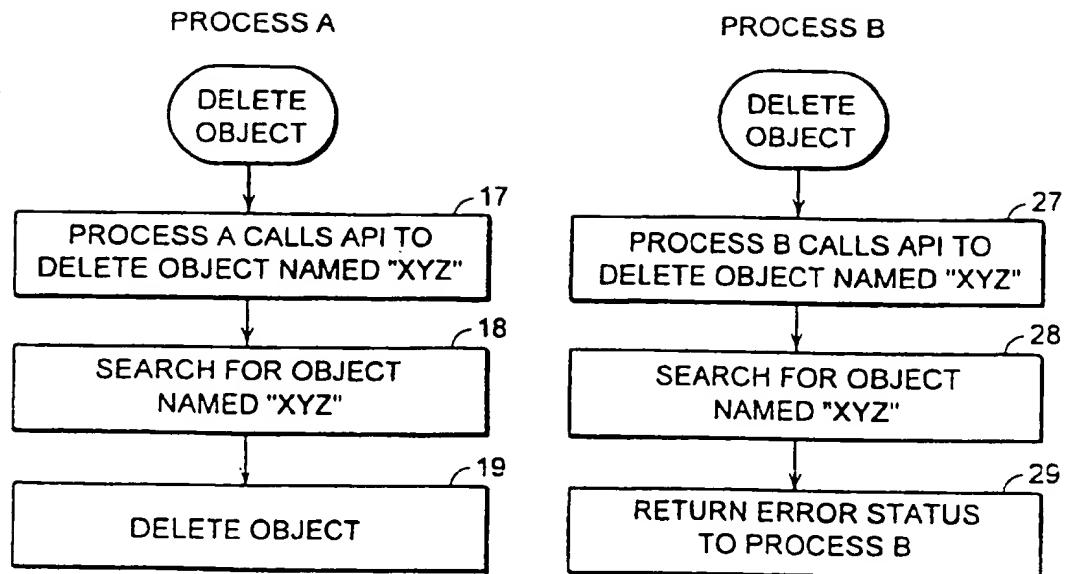 PROCESS A
DELETE
OBJECT
17
PROCESS A CALLS API TO
DELETE OBJECT NAMED "XYZ"
18
SEARCH FOR OBJECT
NAMED "XYZ"
19
DELETE OBJECT
PROCESS B
DELETE
OBJECT
27
PROCESS B CALLS API TO
DELETE OBJECT NAMED "XYZ"
28
SEARCH FOR OBJECT
NAMED "XYZ"
29
RETURN ERROR STATUS
TO PROCESS B